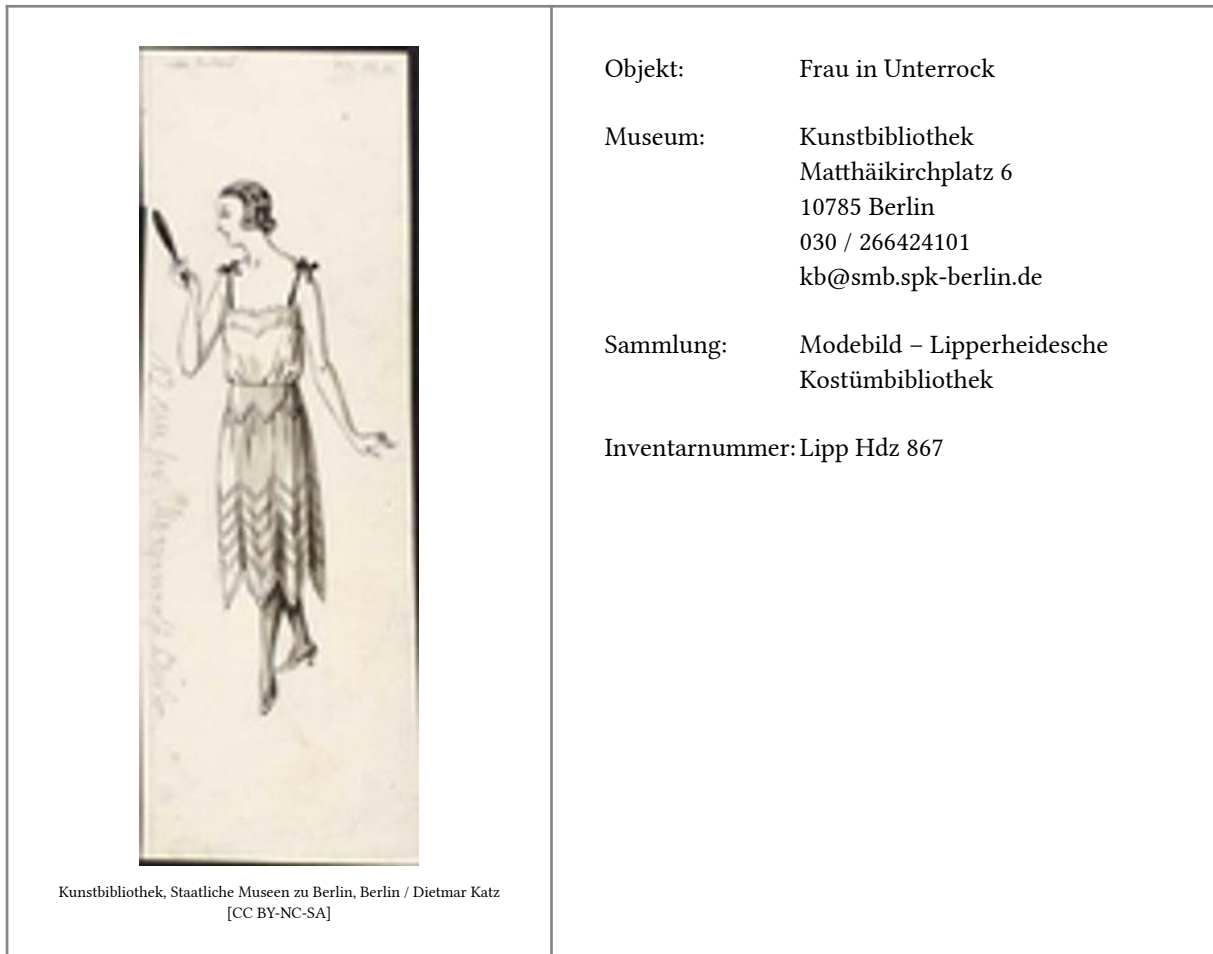 Objekt: Frau in Unterrock
Museum: Kunstbibliothek
Matthäikirchplatz 6
10785 Berlin
030 / 266424101
kb@smb.spk-berlin.de
Sammlung: Modebild – Lipperheidesche
Kostümbibliothek
Inventarnummer: Lipp Hdz 867
Kunstbibliothek, Staatliche Museen zu Berlin, Berlin / Dietmar Katz
[CC BY-NC-SA]